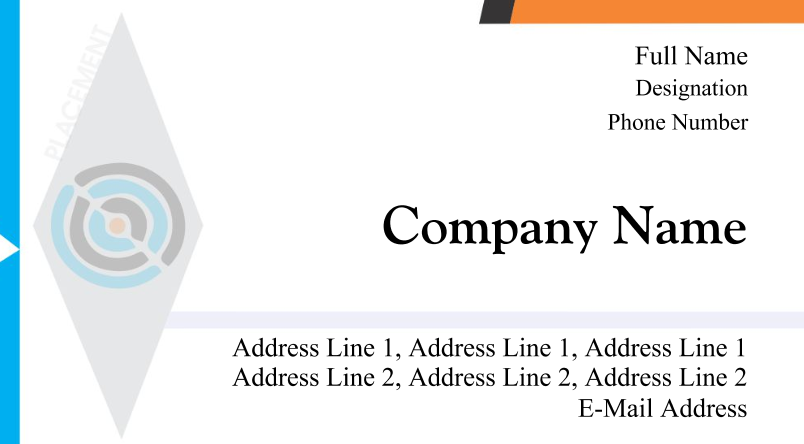 PLACEMENT
Full Name
Designation
Phone Number
Company Name
Address Line 1, Address Line 1, Address Line 1
Address Line 2, Address Line 2, Address Line 2
E-Mail Address